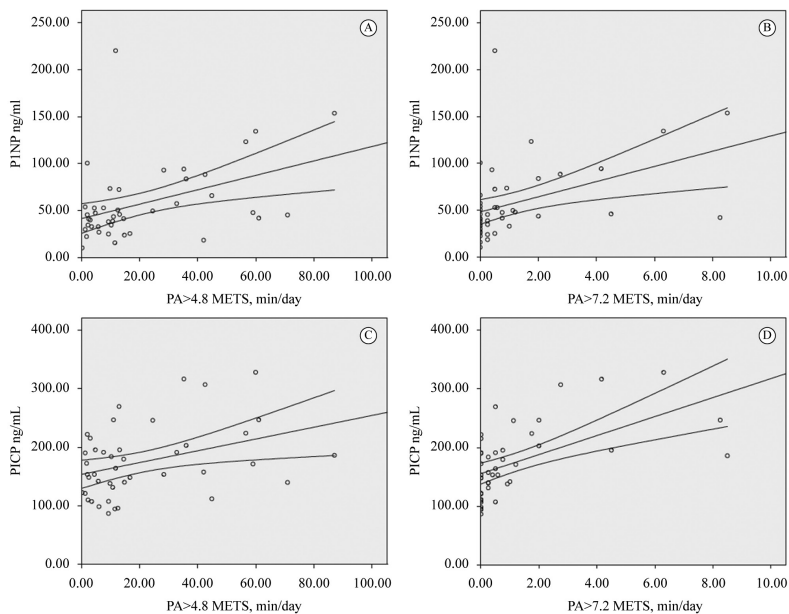 250.00
200.00
150.00
100.00
50.00
0.00
P1NP ng/ml
A
0.00 20.00 40.00 60.00 80.00 100.00
PA>4.8 METS, min/day
250.00
200.00
150.00
100.00
50.00
0.00
P1NP ng/ml
B
0.00 2.00 4.00 6.00 8.00 10.00
PA>7.2 METS, min/day
400.00
300.00
200.00
100.00
0.00
PICP ng/mL
C
0.00 20.00 40.00 60.00 80.00 100.00
PA>4.8 METS, min/day
400.00
300.00
200.00
100.00
0.00
PICP ng/mL
D
0.00 2.00 4.00 6.00 8.00 10.00
PA>7.2 METS, min/day